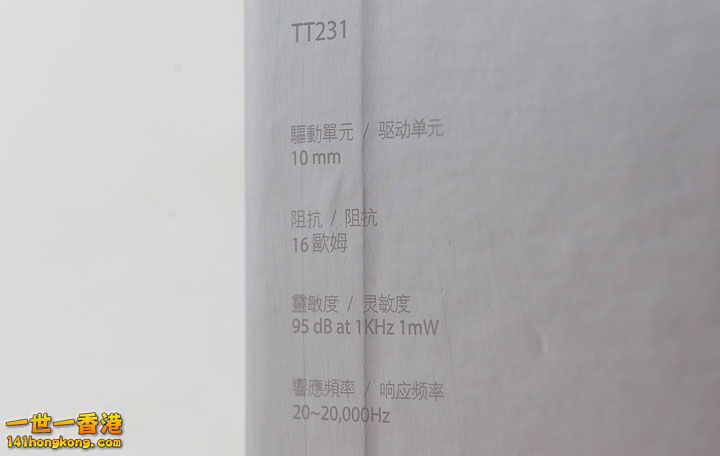 TT231
驅動單元 / 驱动单元
10 mm
阻抗 / 阻抗
16 歐姆
靈敏度 / 灵敏度
95 dB at 1KHz 1mW
響應頻率 / 响应频率
20~20,000Hz
一世一香港
141hongkong.com